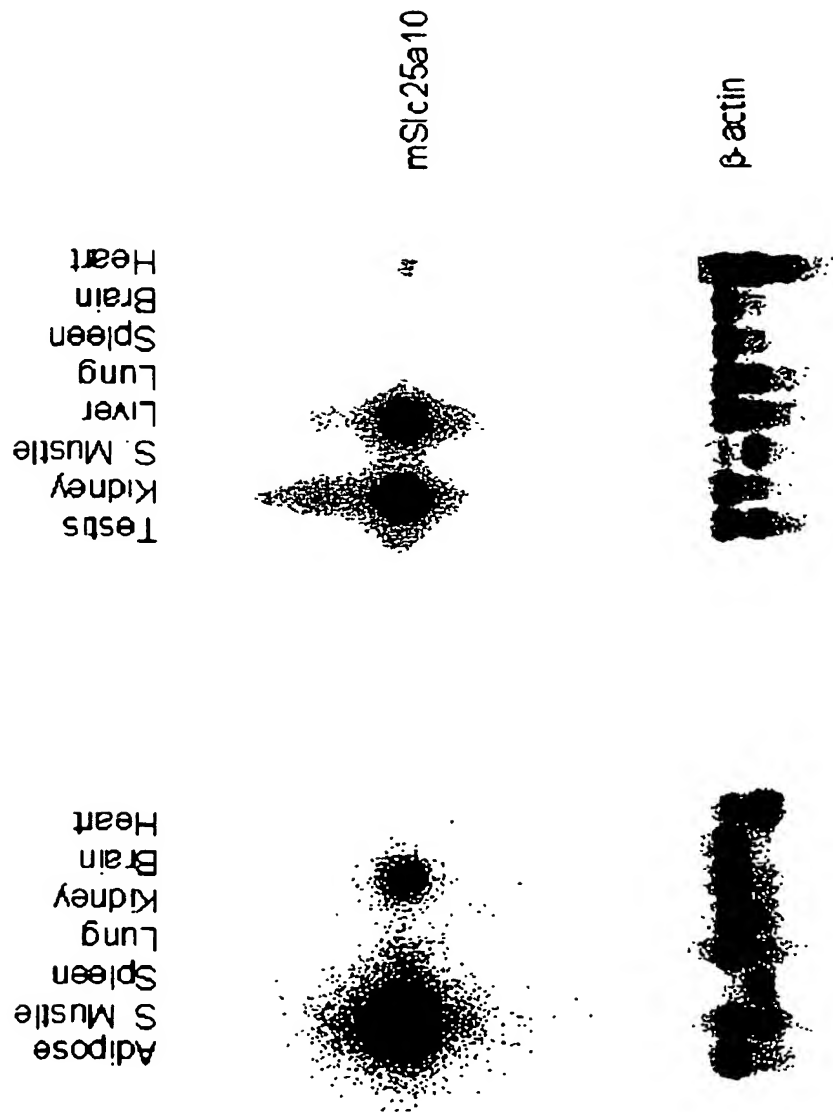 Heart
Brain
Spleen
Lung
Liver
S. Mustle
Kidney
Testis
mSlc25a10
β-actin
Heart
Brain
Kidney
Lung
Spleen
S Mustle
Adipose